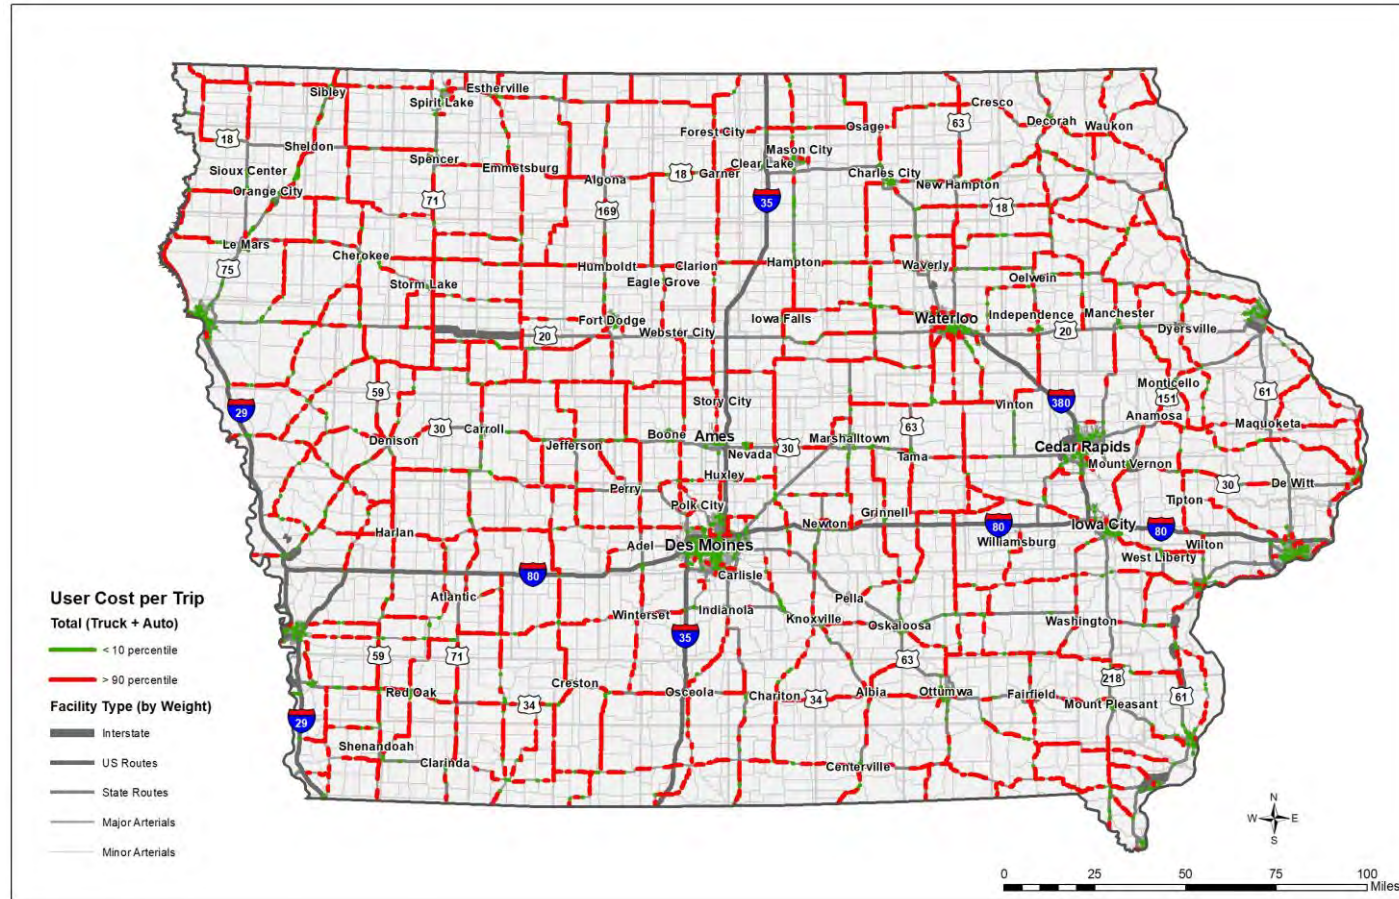 Sibley
Estherville
Spirit Lake
Cresco
Decorah
Waukon
Forest City
Osage
63
18
Sheldon
Mason City
Clear Lake
Spencer
Emmetsburg
Sioux Center
Algona
18
Garner
Charles City
New Hampton
Orange City
71
169
35
18
Le Mars
Cherokee
Humboldt
Clarion
Hampton
Waverly
75
Storm Lake
Eagle Grove
Oelwein
Fort Dodge
Webster City
Iowa Falls
Waterloo
Independence
Manchester
20
20
Dyersville
59
29
Story City
Vinton
380
Monticello
151
61
Anamosa
Maquoketa
30
Carroll
Denison
Jefferson
Boone
Ames
Nevada
30
Marshalltown
63
Tama
Cedar Rapids
Mount Vernon
Huxley
Perry
30
De Witt
Polk City
Tipton
Harlan
Newton
Grinnell
80
Iowa City
80
Adel
Des Moines
Williamsburg
Wilton
West Liberty
80
Carlisle
Atlantic
Pella
Winterset
Indianola
Knoxville
Oskaloosa
Washington
35
59
71
63
218
Creston
Red Oak
34
Osceola
Chariton
34
Albia
Ottumwa
Fairfield
Mount Pleasant
61
29
Shenandoah
Clarinda
Centerville
User Cost per Trip
Total (Truck + Auto)
< 10 percentile
> 90 percentile
Facility Type (by Weight)
Interstate
US Routes
State Routes
Major Arterials
Minor Arterials
N
W E
S
0 25 50 75 100
Miles